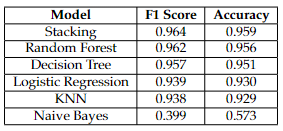 Model F1 Score Accuracy
Stacking 0.964 0.959
Random Forest 0.962 0.956
Decision Tree 0.957 0.951
Logistic Regression 0.939 0.930
KNN 0.938 0.929
Naive Bayes 0.399 0.573